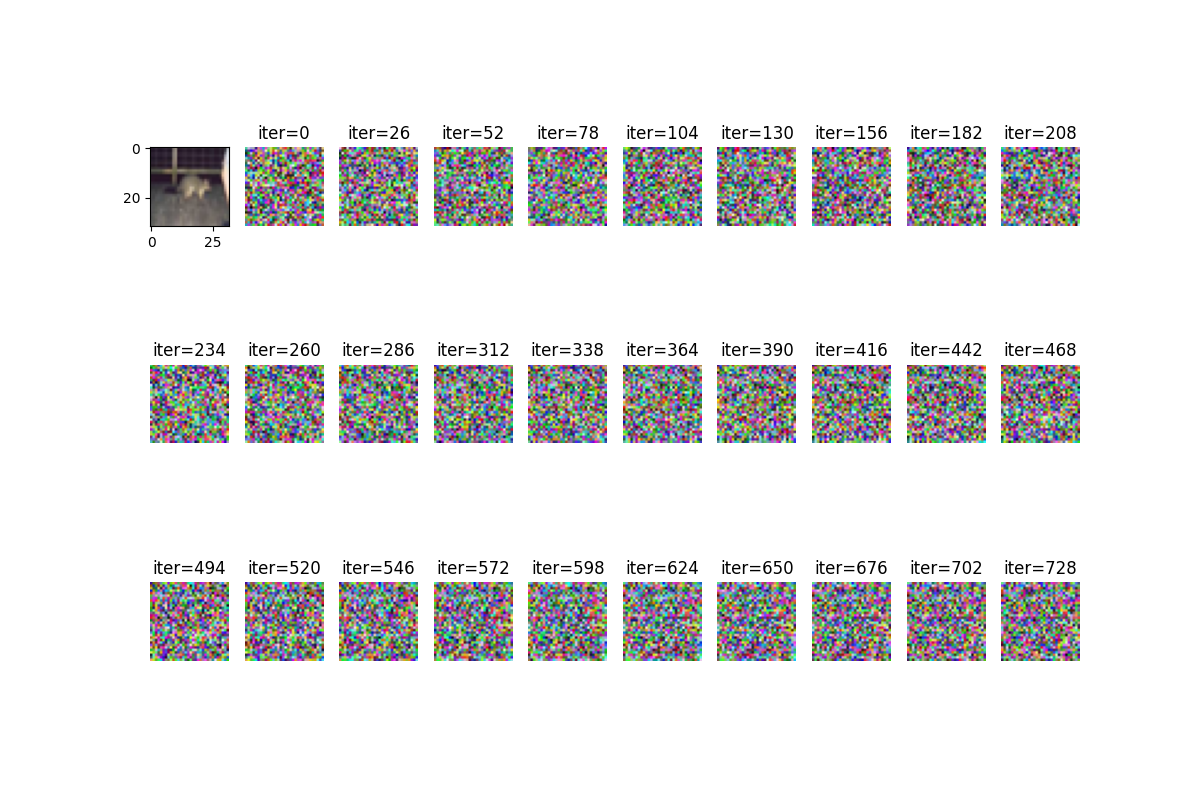 iter=0 iter=26 iter=52 iter=78 iter=104 iter=130 iter=156 iter=182 iter=208
0
20
0 25
iter=234 iter=260 iter=286 iter=312 iter=338 iter=364 iter=390 iter=416 iter=442 iter=468
iter=494 iter=520 iter=546 iter=572 iter=598 iter=624 iter=650 iter=676 iter=702 iter=728